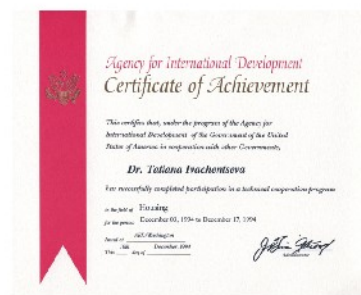 Agency for International Development
Certificate of Achievement
This certifies that, under the program of the Agency for
International Development of the Government of the United
States of America in cooperation with other Governments,
Dr. Tatiana Ivachentseva
has successfully completed participation in a technical cooperation program
in the field of Housing
for the period December 03, 1994 to December 17, 1994
Issued at AID/Washington
This day of December 1994
Administrator